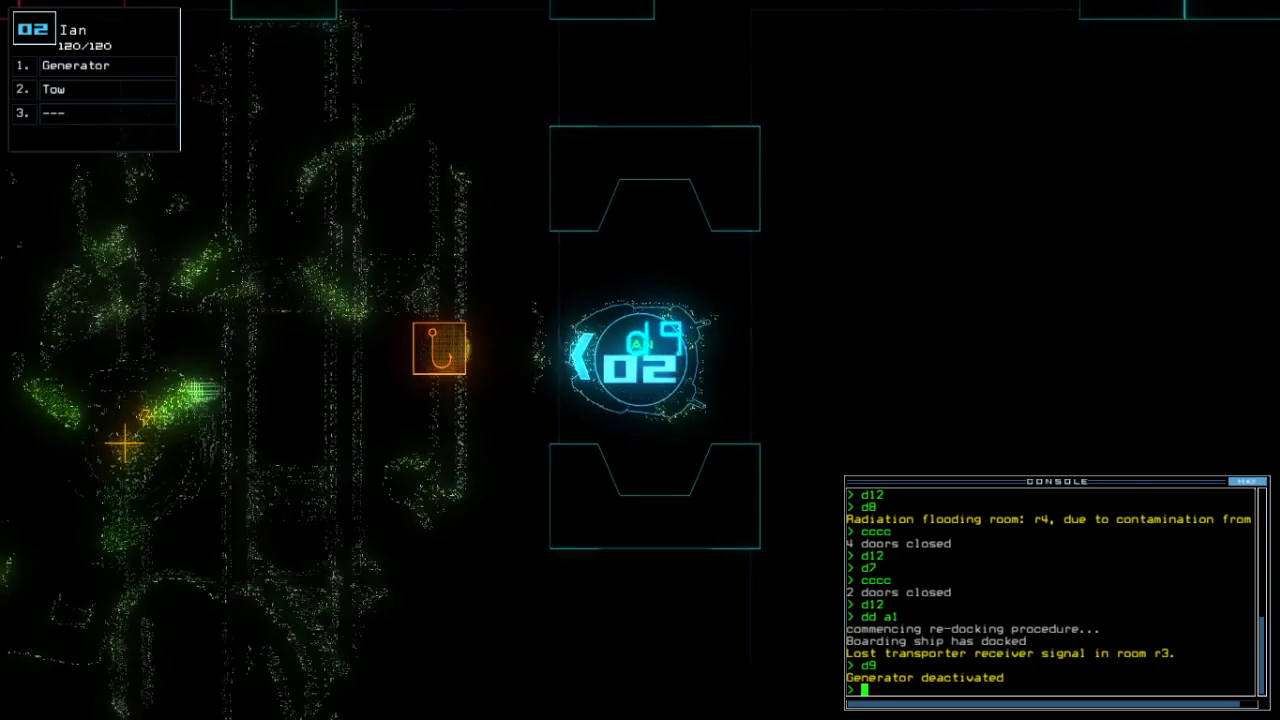 02 Ian
120/120
1. Generator
2. Tow
3. ---
d9
02
CONSOLE
> d12
> d8
Radiation flooding room: r4, due to contamination from
> cccc
4 doors closed
> d12
> d7
> cccc
2 doors closed
> d12
> dd a1
commencing re-docking procedure...
Boarding ship has docked
Lost transporter receiver signal in room r3.
> d9
Generator deactivated
>